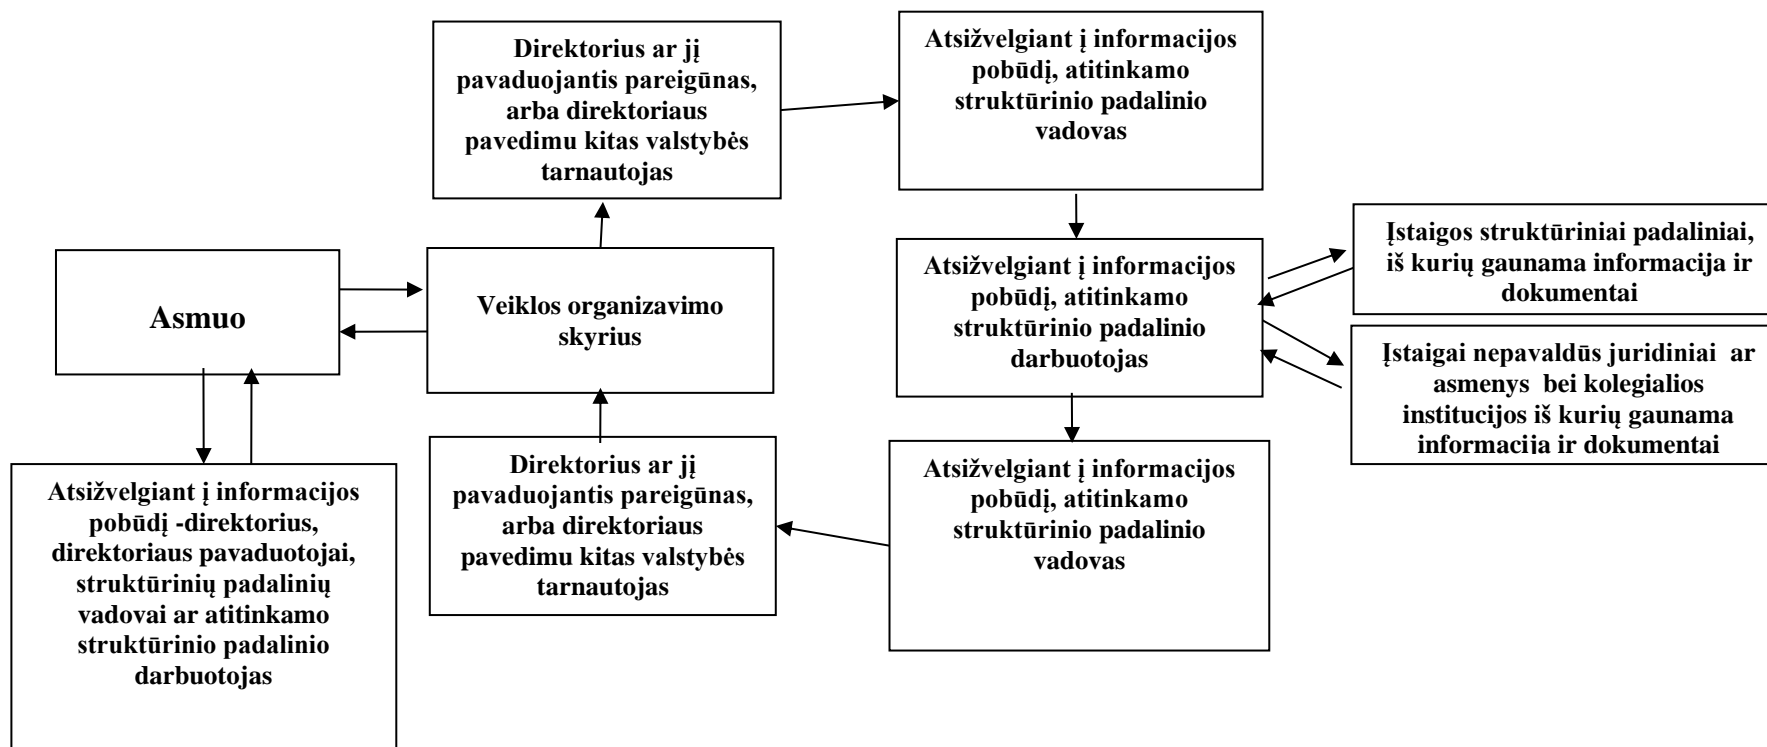 Direktorius ar jį
pavaduojantis pareigūnas,
arba direktoriaus
pavedimu kitas valstybės
tarnautojas
Atsižvelgiant į informacijos
pobūdį, atitinkamo
struktūrinio padalinio
vadovas
Asmuo
Veiklos organizavimo
skyrius
Atsižvelgiant į informacijos
pobūdį, atitinkamo
struktūrinio padalinio
darbuotojas
Įstaigos struktūriniai padaliniai,
iš kurių gaunama informacija ir
dokumentai
Įstaigai nepavaldūs juridiniai ar
asmenys bei kolegialios
institucijos iš kurių gaunama
informacija ir dokumentai
Atsižvelgiant į informacijos
pobūdį -direktorius,
direktoriaus pavaduotojai,
struktūrinių padalinių
vadovai ar atitinkamo
struktūrinio padalinio
darbuotojas
Direktorius ar jį
pavaduojantis pareigūnas,
arba direktoriaus
pavedimu kitas valstybės
tarnautojas
Atsižvelgiant į informacijos
pobūdį, atitinkamo
struktūrinio padalinio
vadovas